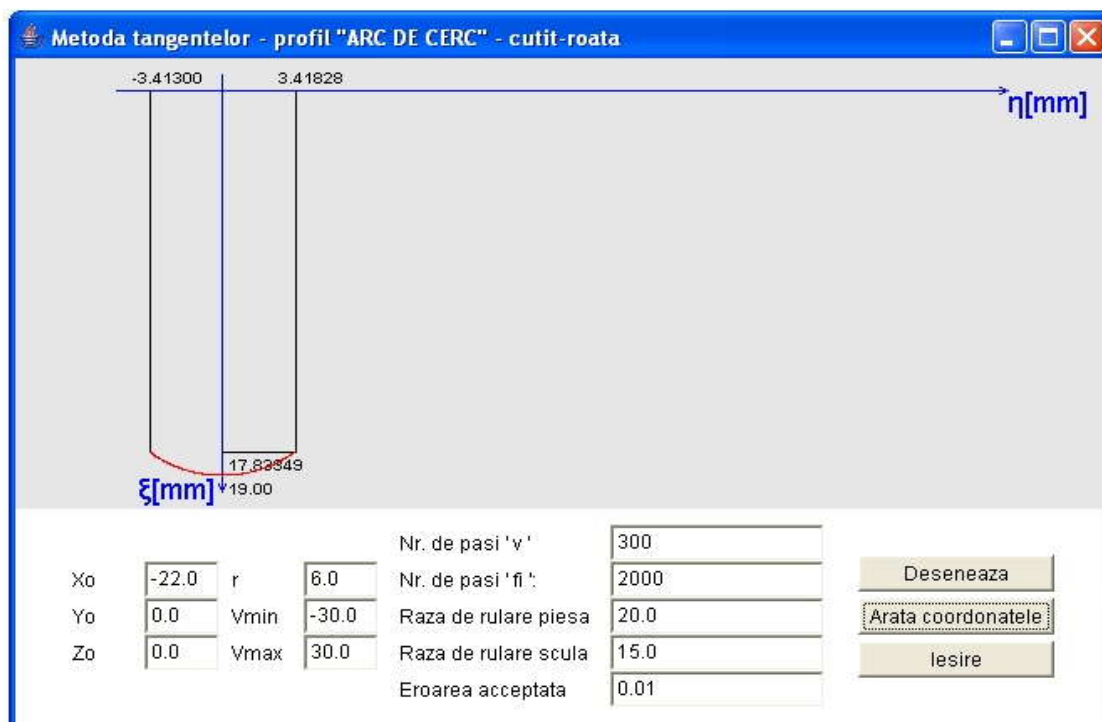 Metoda tangentelor - profil "ARC DE CERC" - cutit-roata
-3.41300 3.41828
η[mm]
17.83349
ξ[mm] 19.00
Nr. de pasi 'v' 300
Xo -22.0 r 6.0 Nr. de pasi 'fi': 2000 Deseneaza
Yo 0.0 Vmin -30.0 Raza de rulare piesa 20.0 Arata coordonatele
Zo 0.0 Vmax 30.0 Raza de rulare scula 15.0 Iesire
Eroarea acceptata 0.01